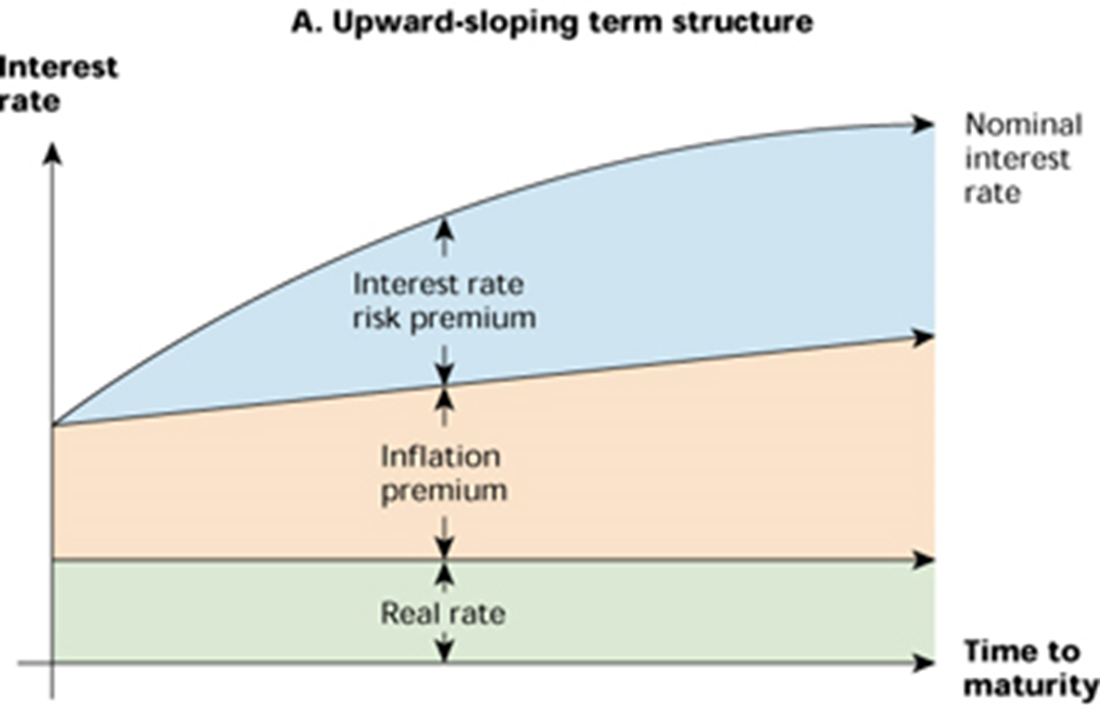 A. Upward-sloping term structure
Interest
rate
Nominal
interest
rate
Interest rate
risk premium
Inflation
premium
Real rate
Time to
maturity